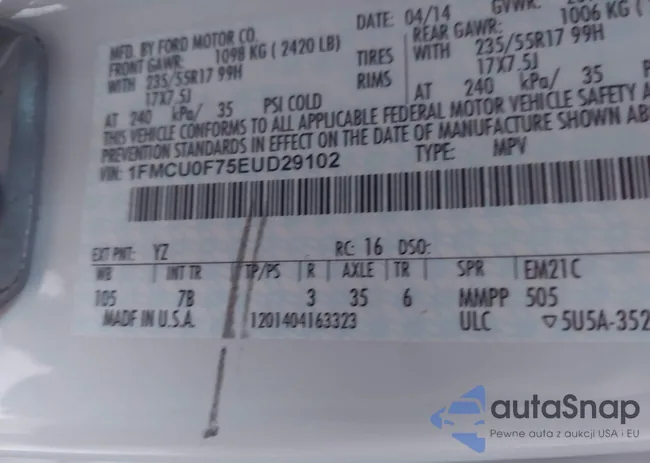 MFD. BY FORD MOTOR CO.
DATE: 04/14 GVWR:
FRONT GAWR: 1098 KG ( 2420 LB)
REAR GAWR: 1006 KG (
WITH 235/55R17 99H TIRES WITH 235/55R17 99H
17X7.5J RIMS 17X7.5J
AT 240 kPa/ 35 PSI COLD AT 240 kPa/ 35
THIS VEHICLE CONFORMS TO ALL APPLICABLE FEDERAL MOTOR VEHICLE SAFETY A
PREVENTION STANDARDS IN EFFECT ON THE DATE OF MANUFACTURE SHOWN AB
VIN: 1FMCU0F75EUD29102 TYPE: MPV
EXT PNT: YZ RC: 16 DSO:
WB INT TR TP/PS R AXLE TR SPR EM21C
105 7B 3 35 6 MMPP 505
MADE IN U.S.A. 1201404163323 ULC 5U5A-352
autaSnap
Pewne auta z aukcji USA i EU